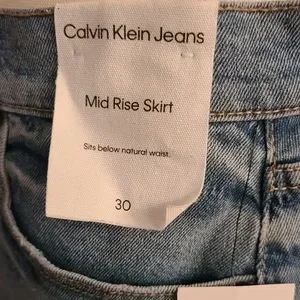 Calvin Klein Jeans
Mid Rise Skirt
Sits below natural waist.
30